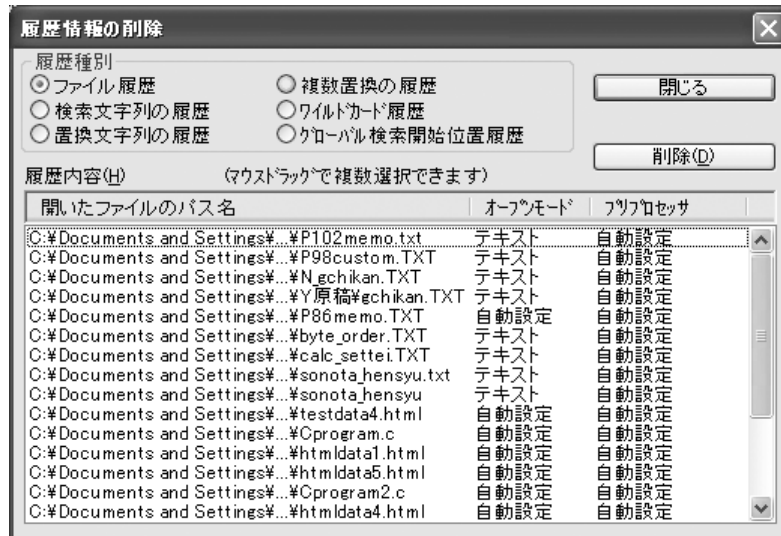 履歴情報の削除
履歴種別
ファイル履歴 複数置換の履歴
検索文字列の履歴 ワイルドカード履歴
置換文字列の履歴 グローバル検索開始位置履歴
閉じる
削除(D)
履歴内容(H) (マウスドラッグで複数選択できます)
開いたファイルのパス名 オープンモード プリプロセッサ
C:¥Documents and Settings¥...¥P102memo.txt テキスト 自動設定
C:¥Documents and Settings¥...¥P98custom.TXT テキスト 自動設定
C:¥Documents and Settings¥...¥N_gchikan.TXT テキスト 自動設定
C:¥Documents and Settings¥...¥Y原稿¥gchikan.TXT テキスト 自動設定
C:¥Documents and Settings¥...¥P86memo.TXT 自動設定 自動設定
C:¥Documents and Settings¥...¥byte_order.TXT テキスト 自動設定
C:¥Documents and Settings¥...¥calc_settei.TXT テキスト 自動設定
C:¥Documents and Settings¥...¥sonota_hensyu.txt テキスト 自動設定
C:¥Documents and Settings¥...¥sonota_hensyu テキスト 自動設定
C:¥Documents and Settings¥...¥testdata4.html 自動設定 自動設定
C:¥Documents and Settings¥...¥Cprogram.c 自動設定 自動設定
C:¥Documents and Settings¥...¥htmldata1.html 自動設定 自動設定
C:¥Documents and Settings¥...¥htmldata5.html 自動設定 自動設定
C:¥Documents and Settings¥...¥Cprogram2.c 自動設定 自動設定
C:¥Documents and Settings¥...¥htmldata4.html 自動設定 自動設定